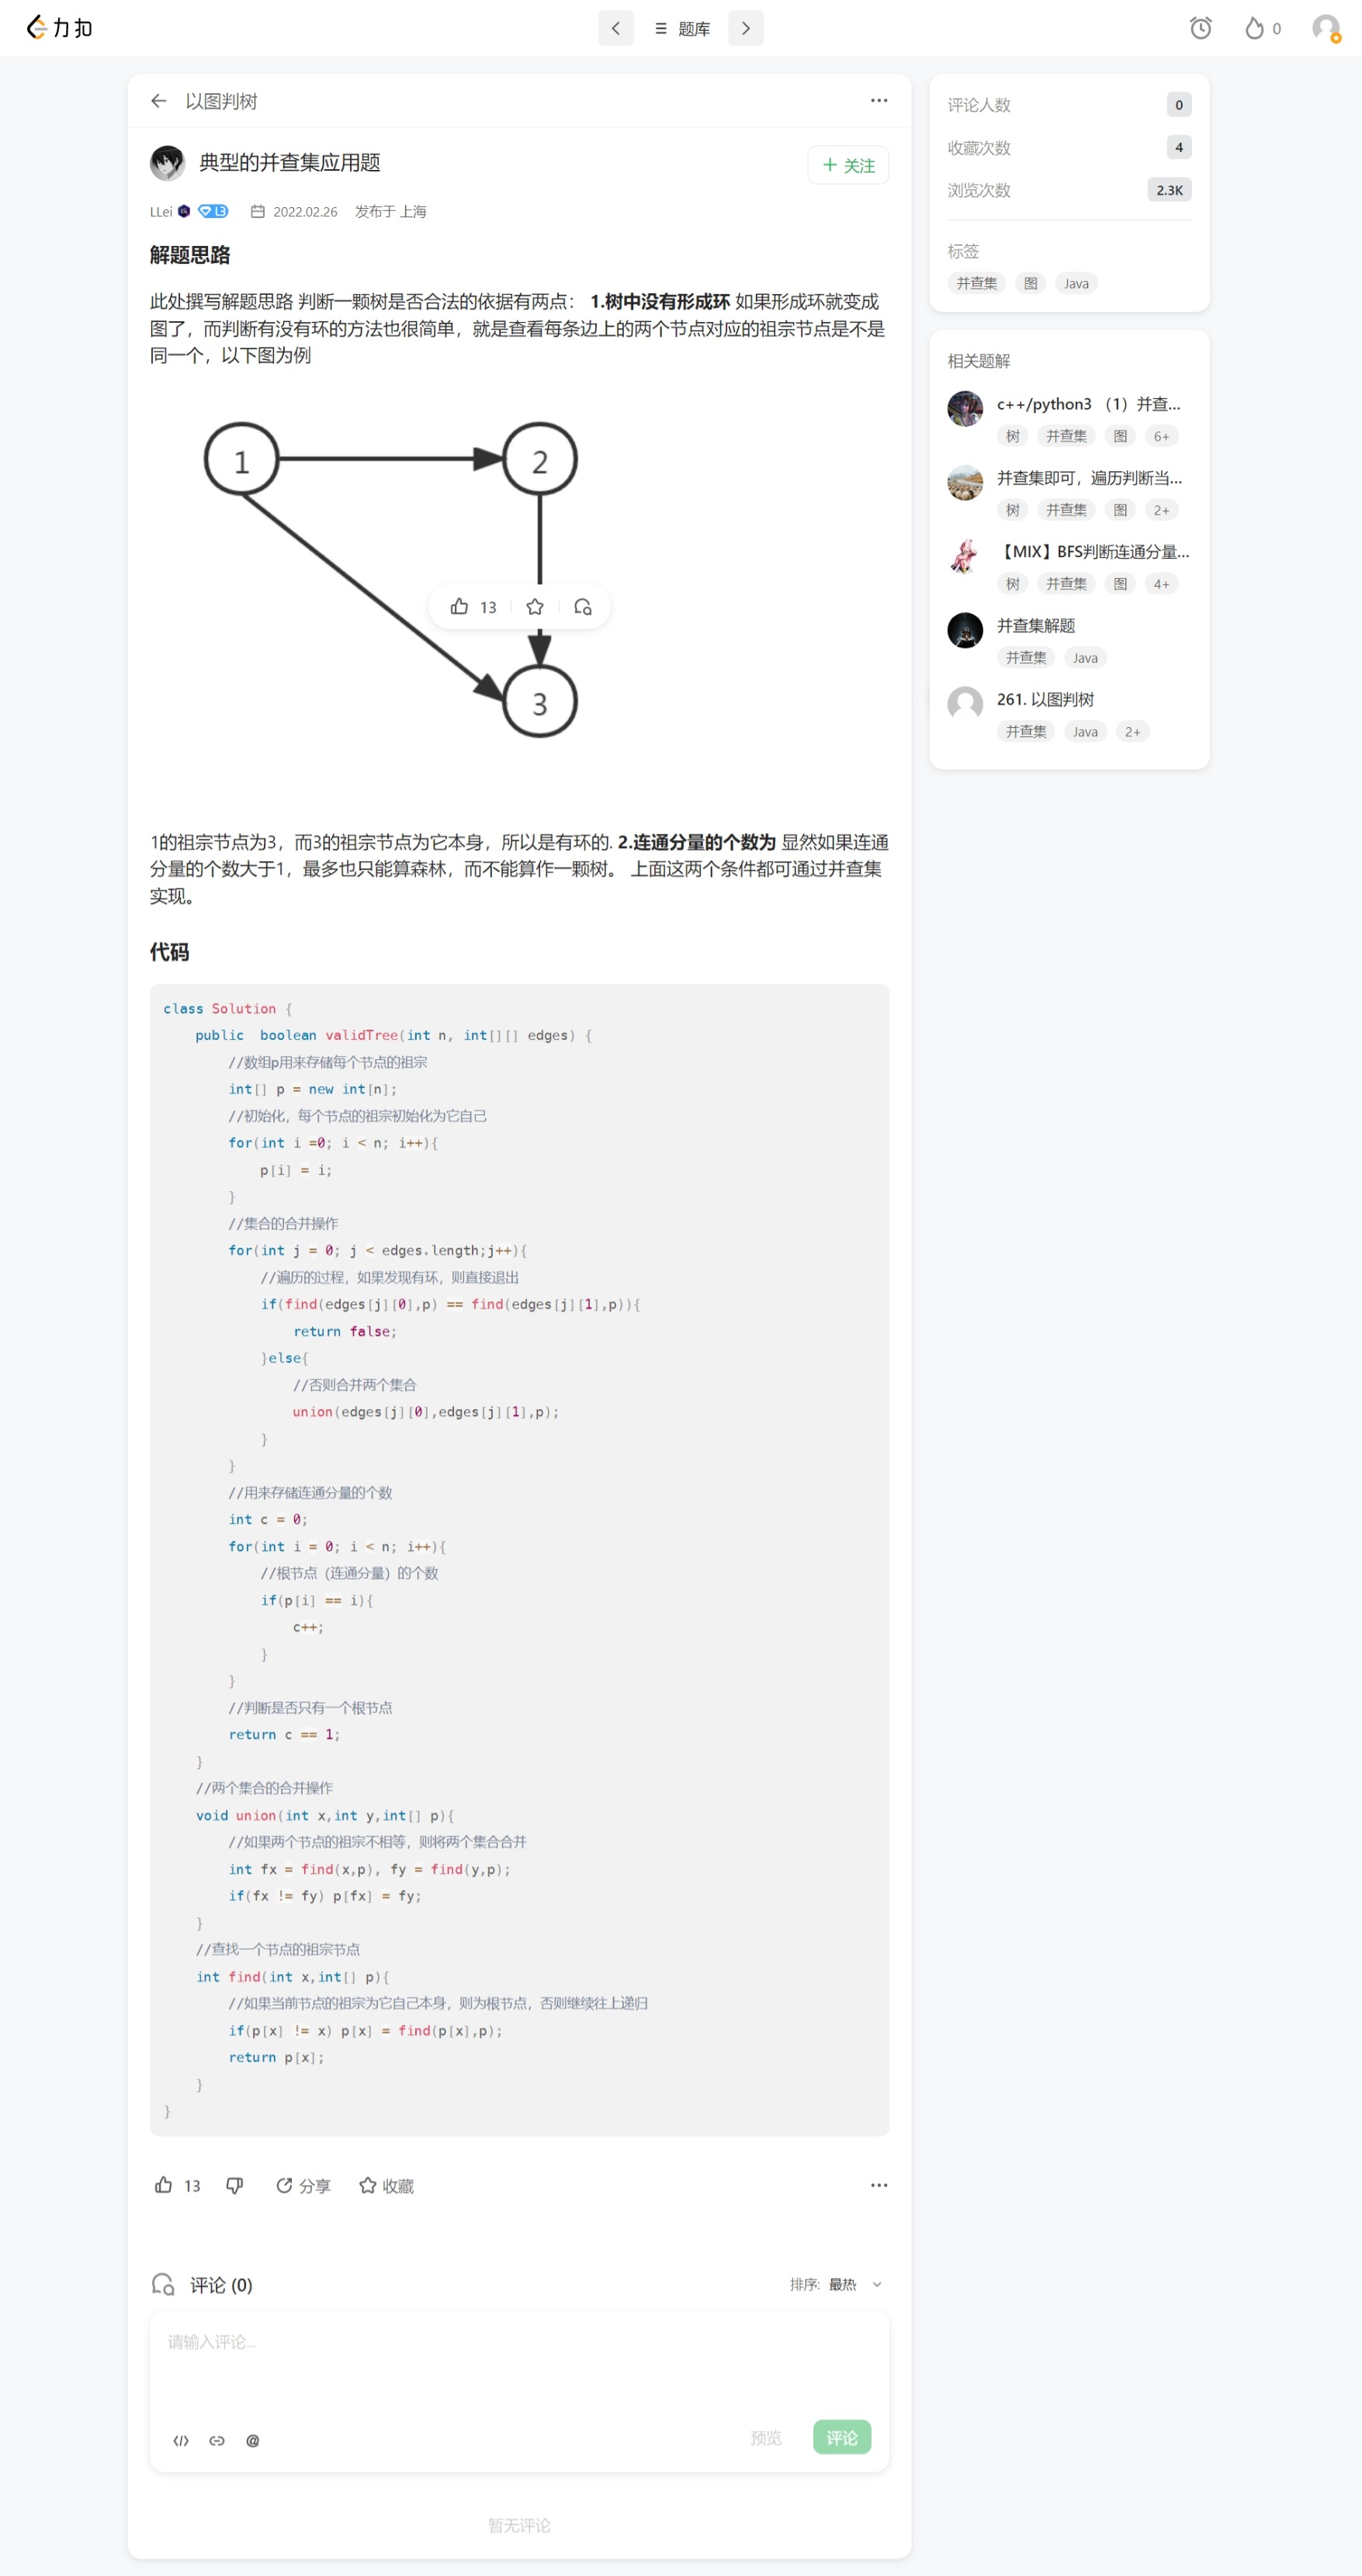 力扣
题库
0
以图判树
典型的并查集应用题
关注
LLei L3 2022.02.26 发布于 上海
解题思路
此处撰写解题思路 判断一颗树是否合法的依据有两点： 1.树中没有形成环 如果形成环就变成
图了，而判断有没有环的方法也很简单，就是查看每条边上的两个节点对应的祖宗节点是不是
同一个，以下图为例
1
2
13
3
1的祖宗节点为3，而3的祖宗节点为它本身，所以是有环的. 2.连通分量的个数为 显然如果连通
分量的个数大于1，最多也只能算森林，而不能算作一颗树。 上面这两个条件都可通过并查集
实现。
代码
class Solution {
    public  boolean validTree(int n, int[][] edges) {
        //数组p用来存储每个节点的祖宗
        int[] p = new int[n];
        //初始化，每个节点的祖宗初始化为它自己
        for(int i =0; i < n; i++){
            p[i] = i;
        }
        //集合的合并操作
        for(int j = 0; j < edges.length;j++){
            //遍历的过程，如果发现有环，则直接退出
            if(find(edges[j][0],p) == find(edges[j][1],p)){
                return false;
            }else{
                //否则合并两个集合
                union(edges[j][0],edges[j][1],p);
            }
        }
        //用来存储连通分量的个数
        int c = 0;
        for(int i = 0; i < n; i++){
            //根节点（连通分量）的个数
            if(p[i] == i){
                c++;
            }
        }
        //判断是否只有一个根节点
        return c == 1;
    }
    //两个集合的合并操作
    void union(int x,int y,int[] p){
        //如果两个节点的祖宗不相等，则将两个集合合并
        int fx = find(x,p), fy = find(y,p);
        if(fx != fy) p[fx] = fy;
    }
    //查找一个节点的祖宗节点
    int find(int x,int[] p){
        //如果当前节点的祖宗为它自己本身，则为根节点，否则继续往上递归
        if(p[x] != x) p[x] = find(p[x],p);
        return p[x];
    }
}
13 分享 收藏
评论 (0)
排序: 最热
请输入评论...
预览 评论
暂无评论
评论人数 0
收藏次数 4
浏览次数 2.3K
标签
并查集 图 Java
相关题解
c++/python3 （1）并查...
树 并查集 图 6+
并查集即可，遍历判断当...
树 并查集 图 2+
【MIX】BFS判断连通分量...
树 并查集 图 4+
并查集解题
并查集 Java
261. 以图判树
并查集 Java 2+